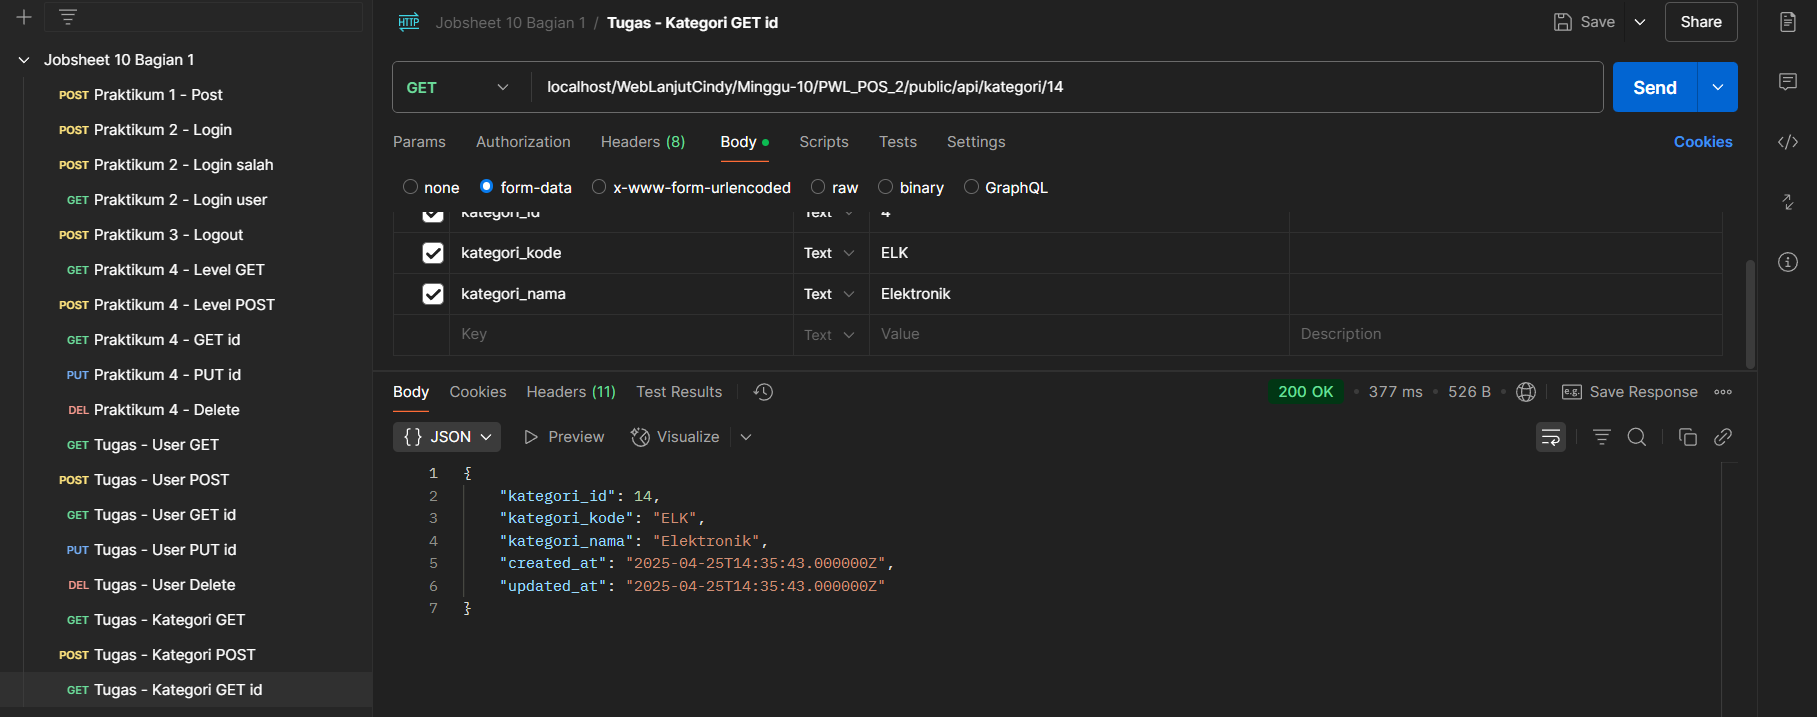 Jobsheet 10 Bagian 1 / Tugas - Kategori GET id
Save
Share
Jobsheet 10 Bagian 1
POST Praktikum 1 - Post
POST Praktikum 2 - Login
POST Praktikum 2 - Login salah
GET Praktikum 2 - Login user
POST Praktikum 3 - Logout
GET Praktikum 4 - Level GET
POST Praktikum 4 - Level POST
GET Praktikum 4 - GET id
PUT Praktikum 4 - PUT id
DEL Praktikum 4 - Delete
GET Tugas - User GET
POST Tugas - User POST
GET Tugas - User GET id
PUT Tugas - User PUT id
DEL Tugas - User Delete
GET Tugas - Kategori GET
POST Tugas - Kategori POST
GET Tugas - Kategori GET id
HTTP
GET localhost/WebLanjutCindy/Minggu-10/PWL_POS_2/public/api/kategori/14
Send
Params Authorization Headers (8) Body Scripts Tests Settings Cookies
none form-data x-www-form-urlencoded raw binary GraphQL
kategori_id Text 4
kategori_kode Text ELK
kategori_nama Text Elektronik
Key Text Value Description
Body Cookies Headers (11) Test Results 200 OK • 377 ms • 526 B e.g. Save Response
{} JSON Preview Visualize
1 {
2 "kategori_id": 14,
3 "kategori_kode": "ELK",
4 "kategori_nama": "Elektronik",
5 "created_at": "2025-04-25T14:35:43.000000Z",
6 "updated_at": "2025-04-25T14:35:43.000000Z"
7 }